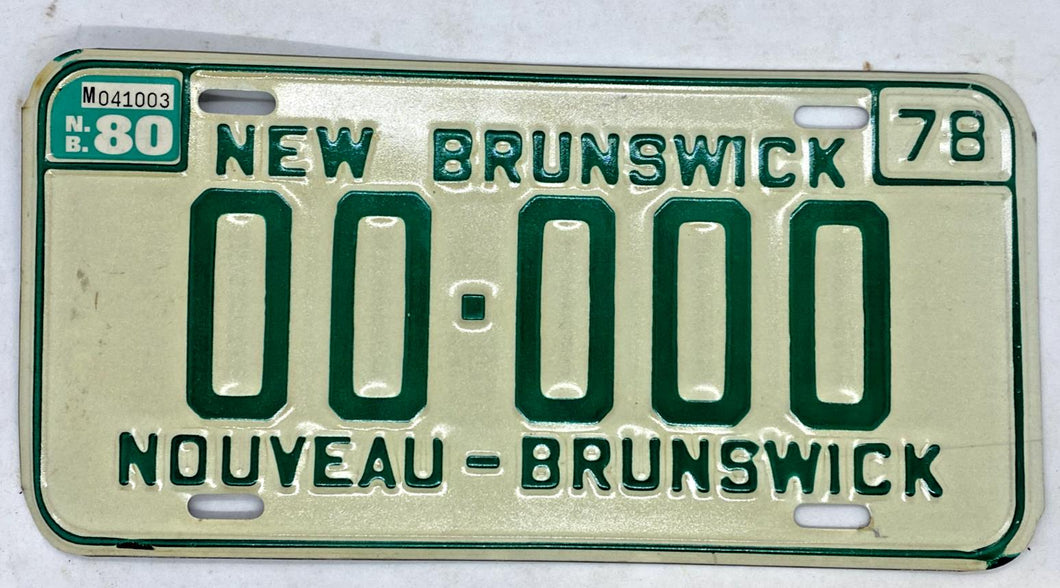 M041003
N.B. 80
78
NEW BRUNSWICK
00·000
NOUVEAU-BRUNSWICK